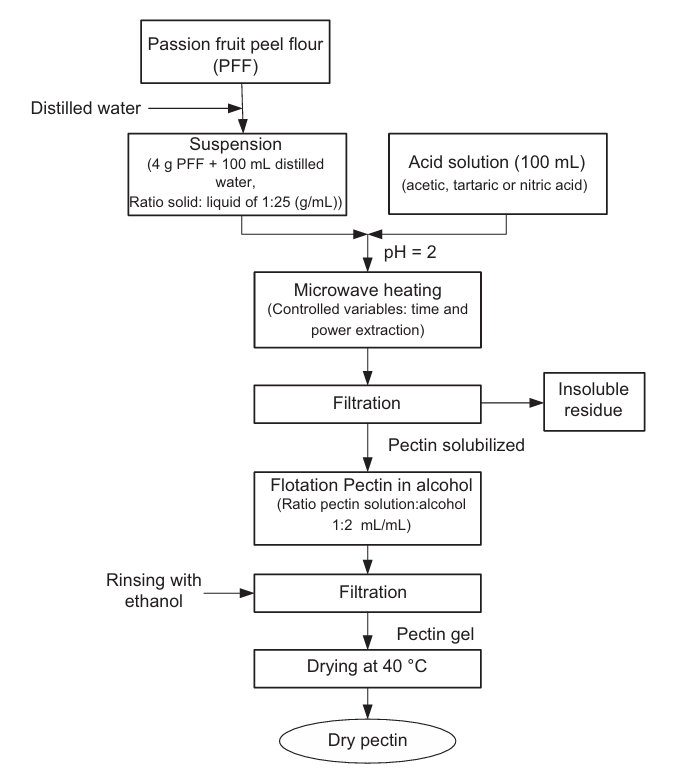 Passion fruit peel flour
(PFF)
Distilled water
Suspension
(4 g PFF + 100 mL distilled
water,
Ratio solid: liquid of 1:25 (g/mL))
Acid solution (100 mL)
(acetic, tartaric or nitric acid)
pH = 2
Microwave heating
(Controlled variables: time and
power extraction)
Filtration
Insoluble
residue
Pectin solubilized
Flotation Pectin in alcohol
(Ratio pectin solution:alcohol
1:2 mL/mL)
Rinsing with
ethanol
Filtration
Pectin gel
Drying at 40 °C
Dry pectin